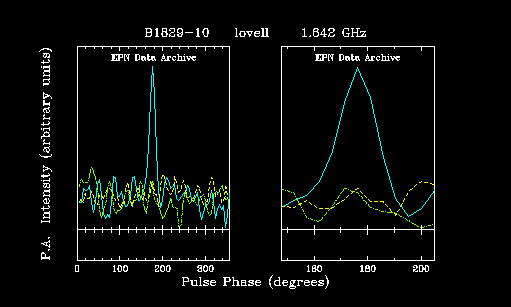 B1829-10 lovell 1.642 GHz
EPN Data Archive EPN Data Archive
P.A. Intensity (arbitrary units)
0 100 200 300 180 190 200
Pulse Phase (degrees)